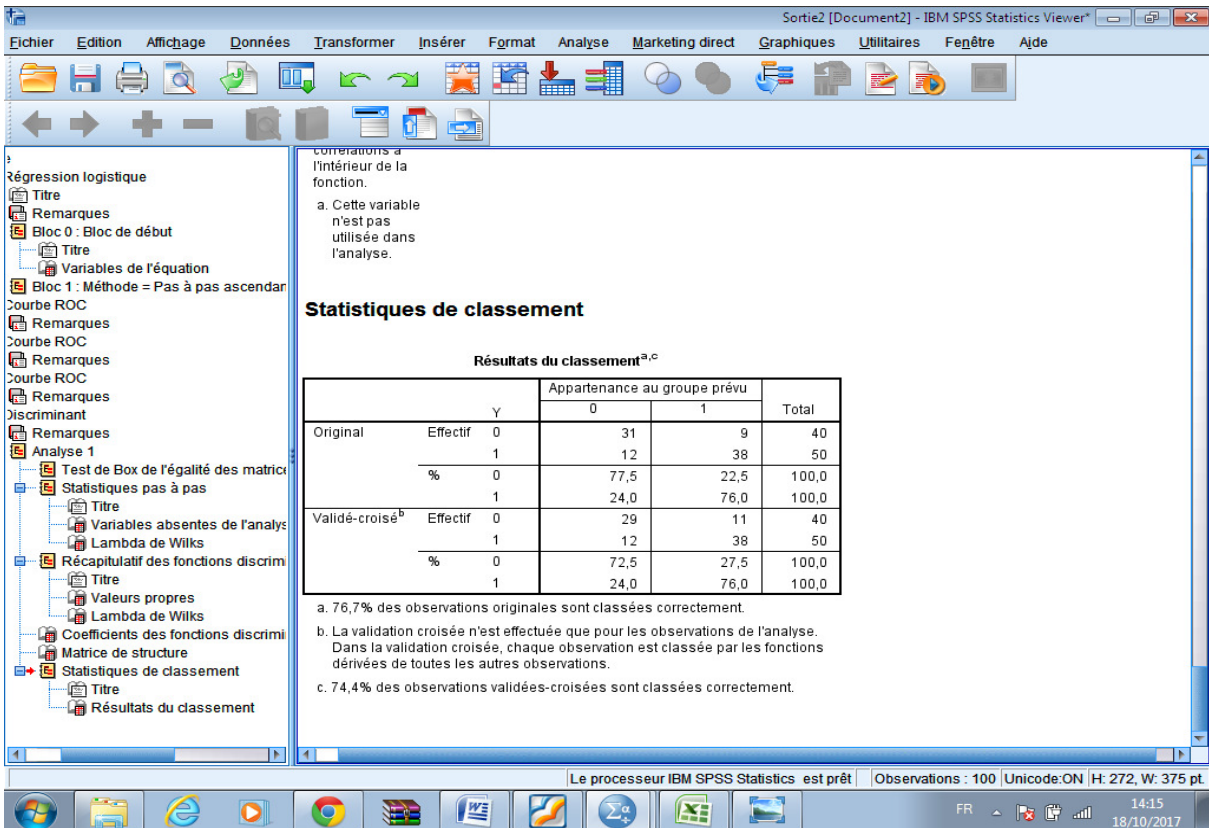 Sortie2 [Document2] - IBM SPSS Statistics Viewer*
Fichier Edition Affichage Données Transformer Insérer Format Analyse Marketing direct Graphiques Utilitaires Fenêtre Aide
Régression logistique
Titre
Remarques
Bloc 0 : Bloc de début
Titre
Variables de l'équation
Bloc 1 : Méthode = Pas à pas ascendan
Courbe ROC
Remarques
Courbe ROC
Remarques
Courbe ROC
Remarques
Discriminant
Remarques
Analyse 1
Test de Box de l'égalité des matrice
Statistiques pas à pas
Titre
Variables absentes de l'analys
Lambda de Wilks
Récapitulatif des fonctions discrimi
Titre
Valeurs propres
Lambda de Wilks
Coefficients des fonctions discrimi
Matrice de structure
Statistiques de classement
Titre
Résultats du classement
corrélations à
l'intérieur de la
fonction.
a. Cette variable
n'est pas
utilisée dans
l'analyse.
Statistiques de classement
Résultats du classement a,c
Appartenance au groupe prévu
Y 0 1 Total
Original Effectif 0 31 9 40
1 12 38 50
% 0 77,5 22,5 100,0
1 24,0 76,0 100,0
Validé-croisé b Effectif 0 29 11 40
1 12 38 50
% 0 72,5 27,5 100,0
1 24,0 76,0 100,0
a. 76,7% des observations originales sont classées correctement.
b. La validation croisée n'est effectuée que pour les observations de l'analyse.
Dans la validation croisée, chaque observation est classée par les fonctions
dérivées de toutes les autres observations.
c. 74,4% des observations validées-croisées sont classées correctement.
Le processeur IBM SPSS Statistics est prêt Observations : 100 Unicode:ON H: 272, W: 375 pt.
FR 14:15
18/10/2017